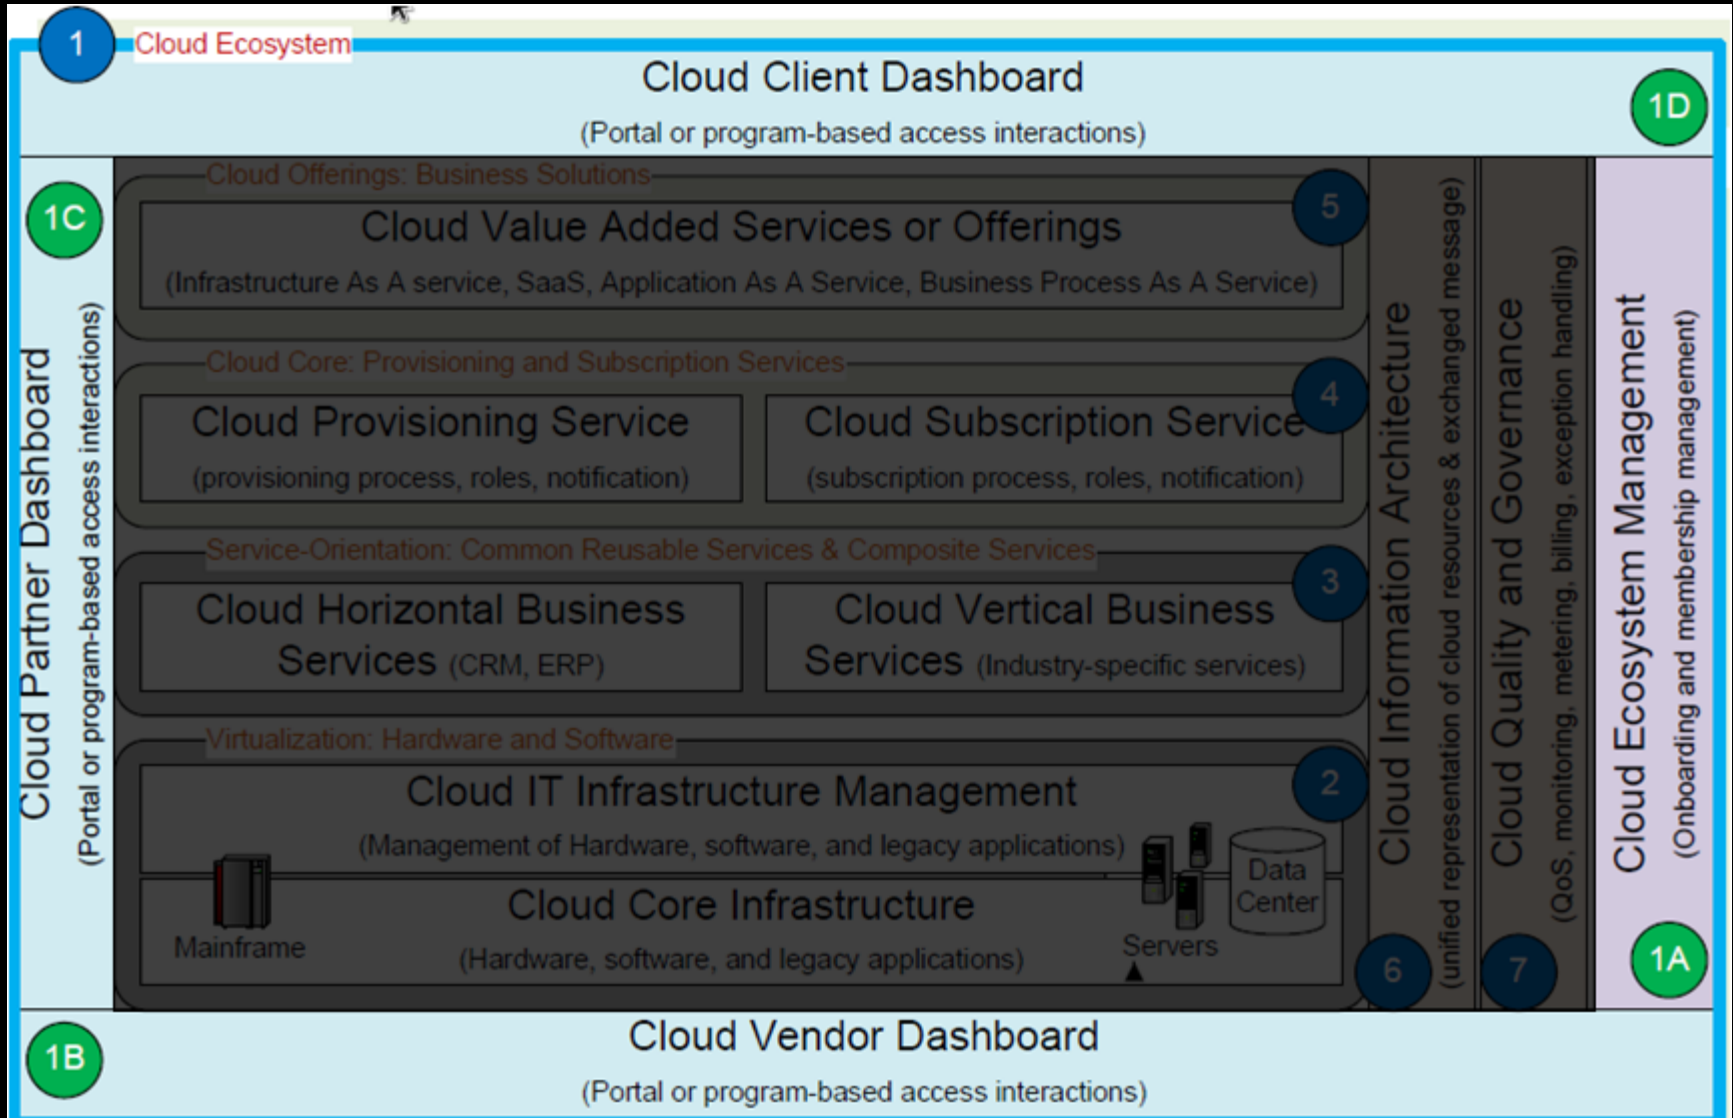 1
Cloud Ecosystem
Cloud Client Dashboard
(Portal or program-based access interactions)
1D
1C
Cloud Partner Dashboard
(Portal or program-based access interactions)
Cloud Offerings: Business Solutions
5
Cloud Value Added Services or Offerings
(Infrastructure As A service, SaaS, Application As A Service, Business Process As A Service)
Cloud Core: Provisioning and Subscription Services
4
Cloud Provisioning Service
(provisioning process, roles, notification)
Cloud Subscription Service
(subscription process, roles, notification)
Service-Orientation: Common Reusable Services & Composite Services
3
Cloud Horizontal Business
Services (CRM, ERP)
Cloud Vertical Business
Services (Industry-specific services)
Virtualization: Hardware and Software
2
Cloud IT Infrastructure Management
(Management of Hardware, software, and legacy applications)
Cloud Core Infrastructure
(Hardware, software, and legacy applications)
Mainframe
Servers
Data
Center
Cloud Information Architecture
(unified representation of cloud resources & exchanged message)
6
Cloud Quality and Governance
(QoS, monitoring, metering, billing, exception handling)
7
Cloud Ecosystem Management
(Onboarding and membership management)
1A
1B
Cloud Vendor Dashboard
(Portal or program-based access interactions)